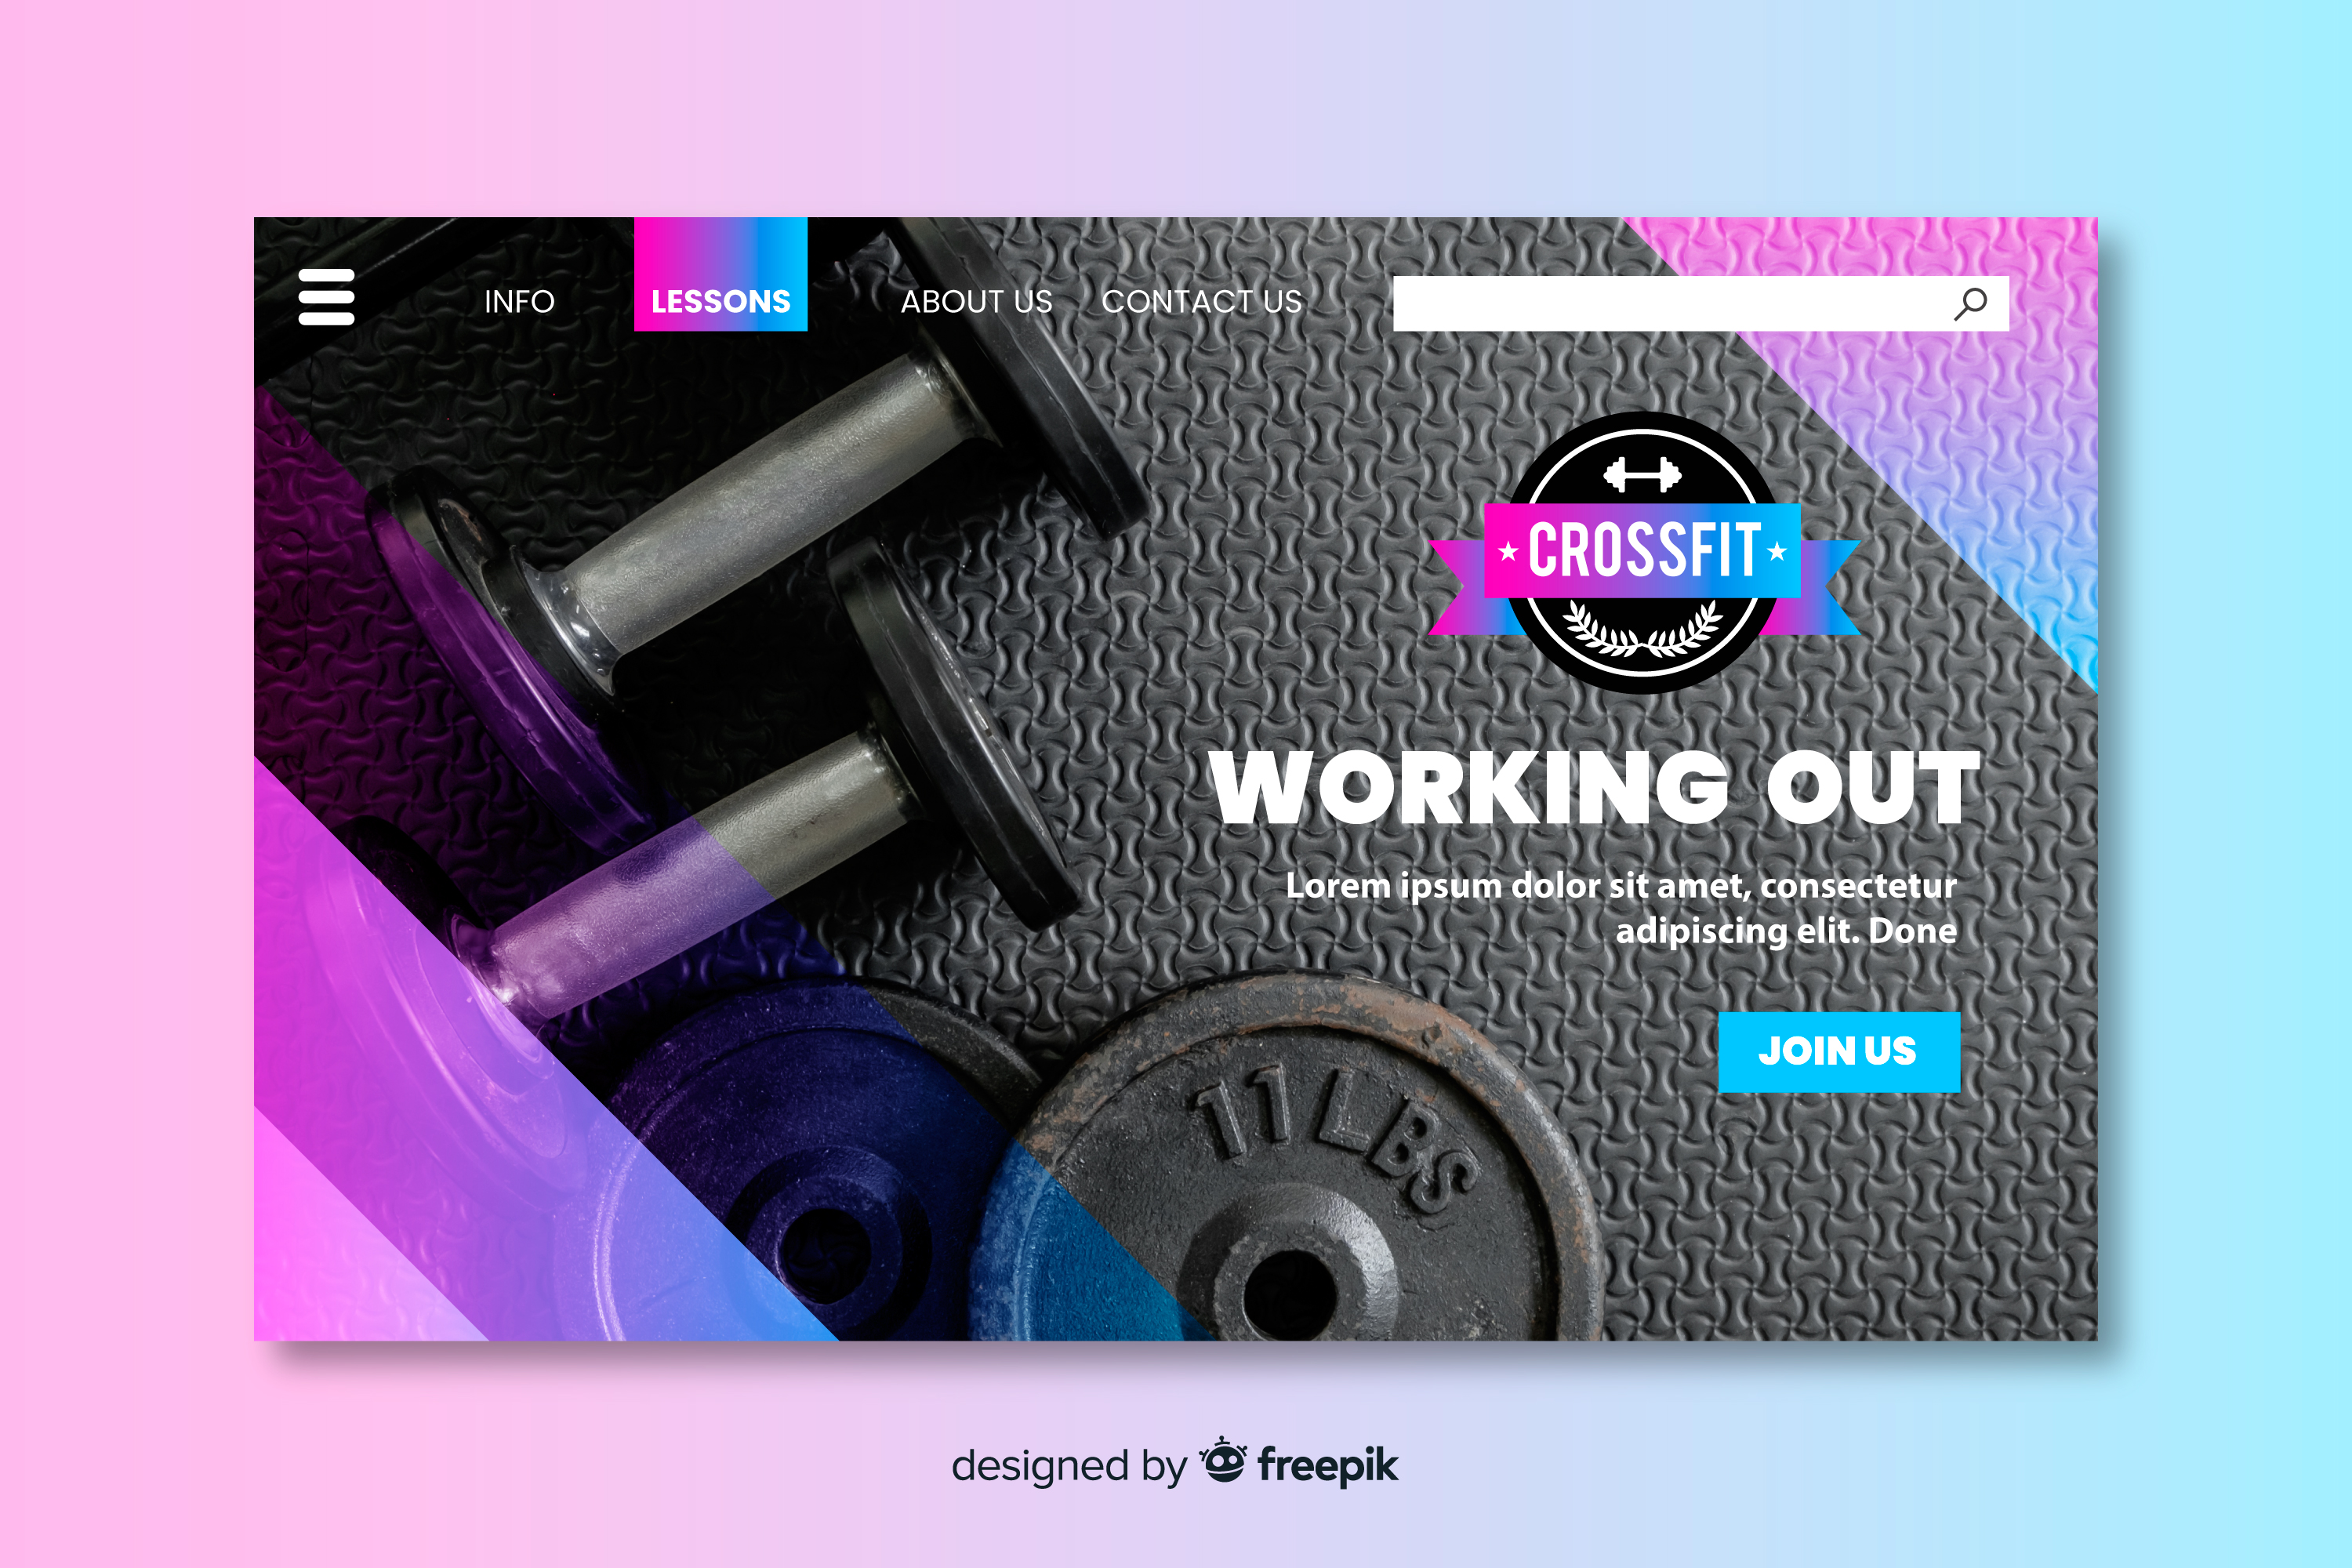 INFO
LESSONS
ABOUT US
CONTACT US
CROSSFIT
WORKING OUT
Lorem ipsum dolor sit amet, consectetur
adipiscing elit. Done
JOIN US
11 LBS
designed by freepik